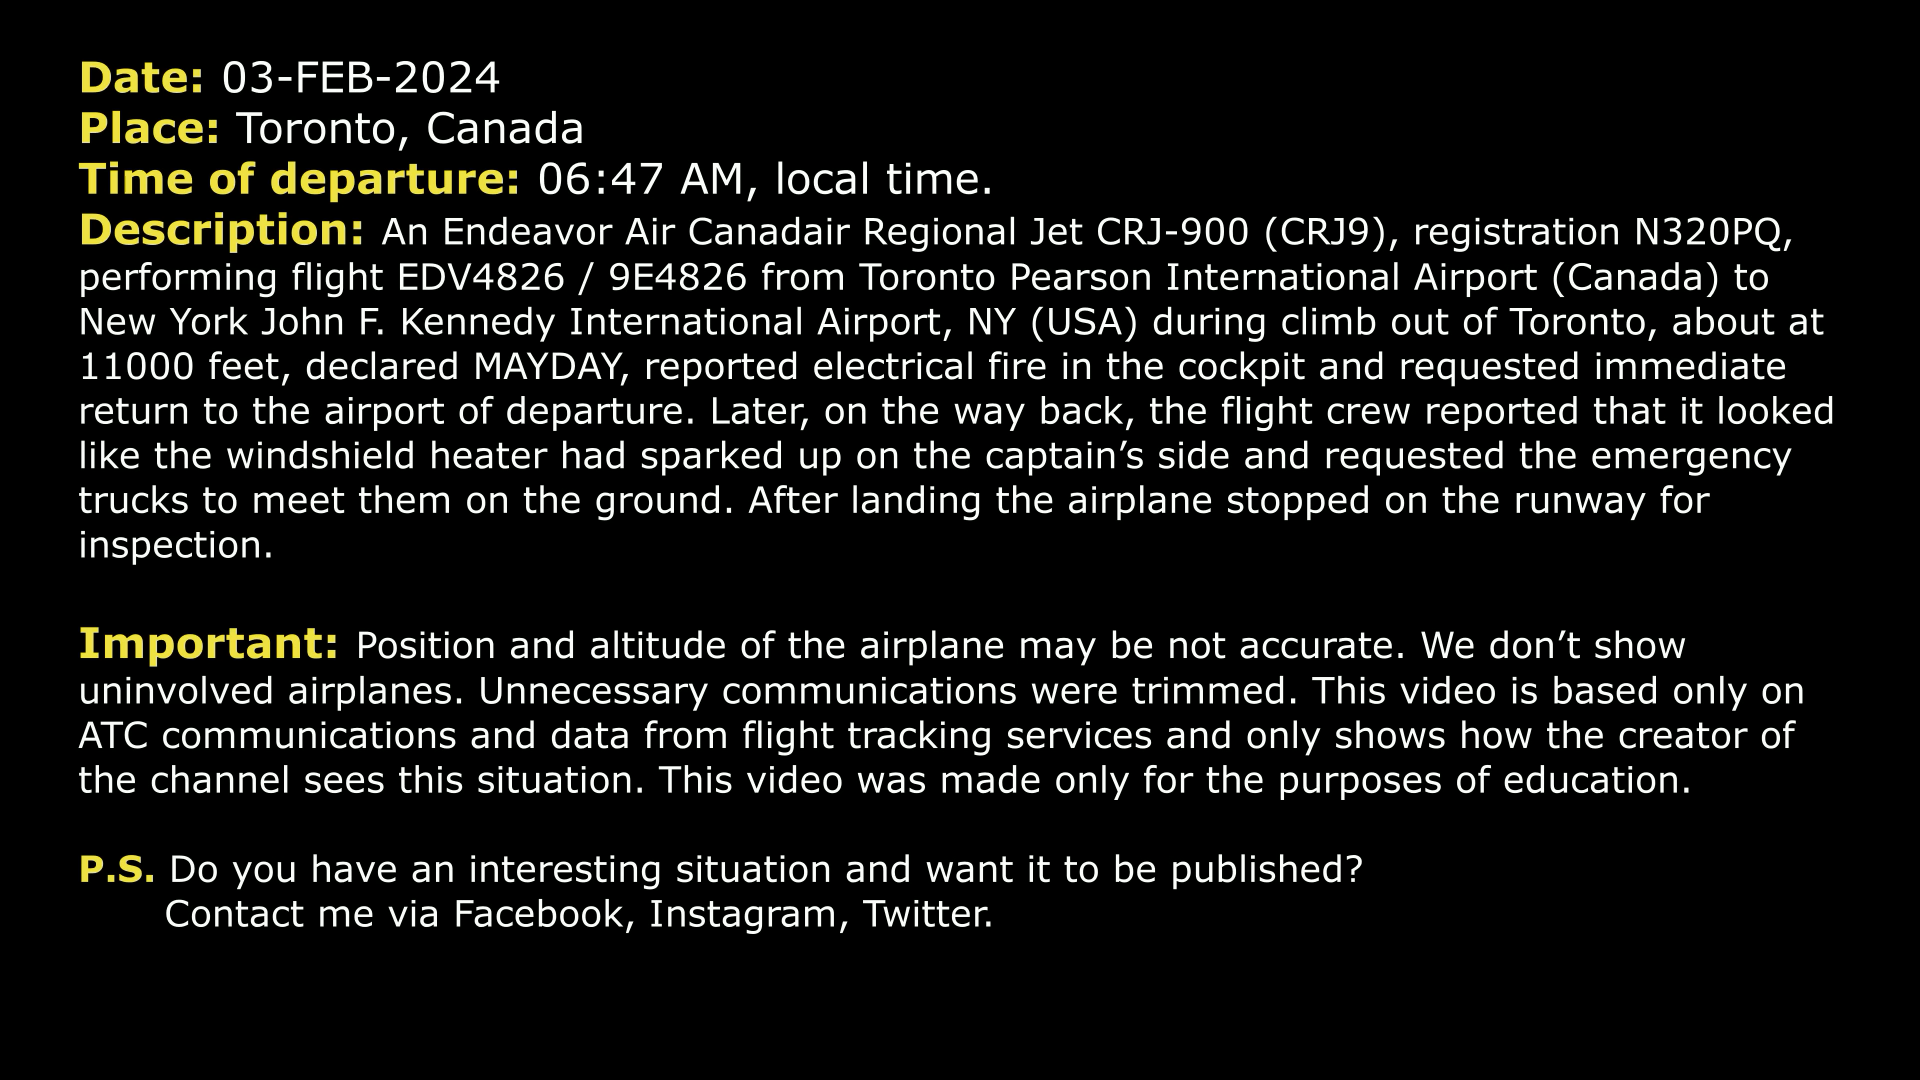 Date: 03-FEB-2024
Place: Toronto, Canada
Time of departure: 06:47 AM, local time.
Description: An Endeavor Air Canadair Regional Jet CRJ-900 (CRJ9), registration N320PQ,
performing flight EDV4826 / 9E4826 from Toronto Pearson International Airport (Canada) to
New York John F. Kennedy International Airport, NY (USA) during climb out of Toronto, about at
11000 feet, declared MAYDAY, reported electrical fire in the cockpit and requested immediate
return to the airport of departure. Later, on the way back, the flight crew reported that it looked
like the windshield heater had sparked up on the captain’s side and requested the emergency
trucks to meet them on the ground. After landing the airplane stopped on the runway for
inspection.
Important: Position and altitude of the airplane may be not accurate. We don’t show
uninvolved airplanes. Unnecessary communications were trimmed. This video is based only on
ATC communications and data from flight tracking services and only shows how the creator of
the channel sees this situation. This video was made only for the purposes of education.
P.S. Do you have an interesting situation and want it to be published?
Contact me via Facebook, Instagram, Twitter.